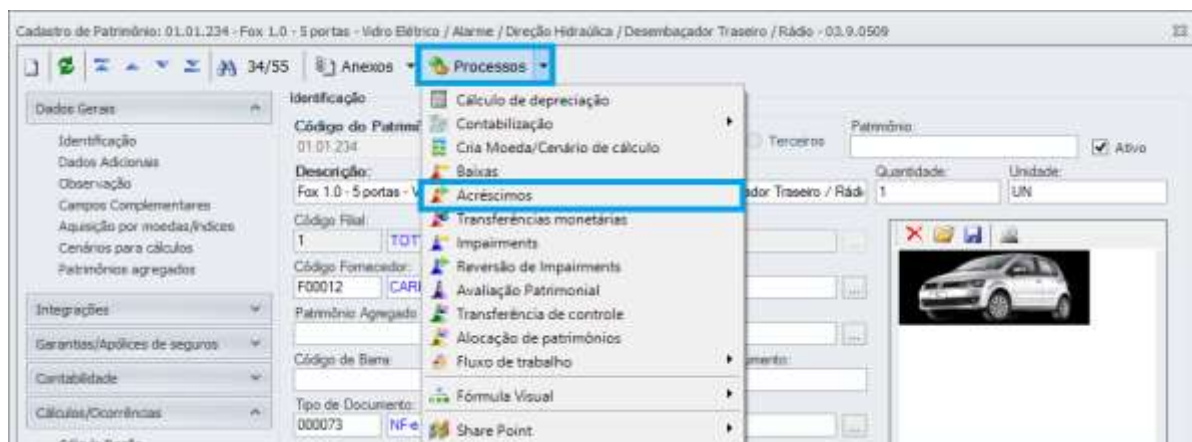 Cadastro de Patrimônio: 01.01.234 - Fox 1.0 - 5 portas - Vidro Elétrico / Alarme / Direção Hidraúlica / Desembaçador Traseiro / Rádio - 03.9.0509
34/55 Anexos Processos
Dados Gerais
Identificação
Dados Adicionais
Observação
Campos Complementares
Aquisição por moedas/índices
Cenários para cálculos
Patrimônios agregados
Integrações
Garantias/Apólices de seguros
Contabilidade
Cálculos/Ocorrências
Identificação
Código do Patrimô
01.01.234
Terceiros
Patrimônio:
Ativo
Descrição:
Quantidade:
Unidade:
Fox 1.0 - 5 portas - V
ador Traseiro / Rádi
1
UN
Código Filial:
1
TOT
Código Fornecedor:
F00012
CAR
Patrimônio Agregado
Código de Barra
umento:
Tipo de Documento:
000073
NF-e
Cálculo de depreciação
Contabilização
Cria Moeda/Cenário de cálculo
Baixas
Acréscimos
Transferências monetárias
Impairments
Reversão de Impairments
Avaliação Patrimonial
Transferência de controle
Alocação de patrimônios
Fluxo de trabalho
Fórmula Visual
Share Point